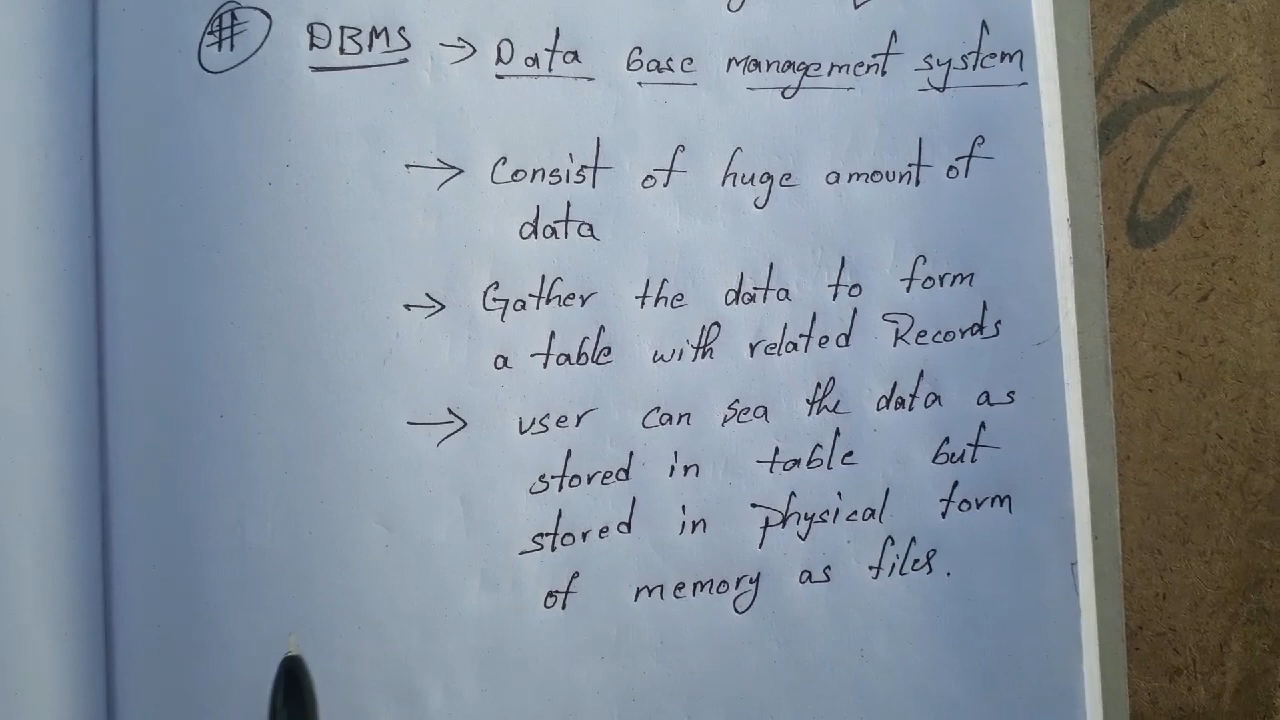 # DBMS → Data base management system
→ Consist of huge amount of
data
→ Gather the data to form
a table with related Records
→ user can sea the data as
stored in table but
stored in physical form
of memory as files.